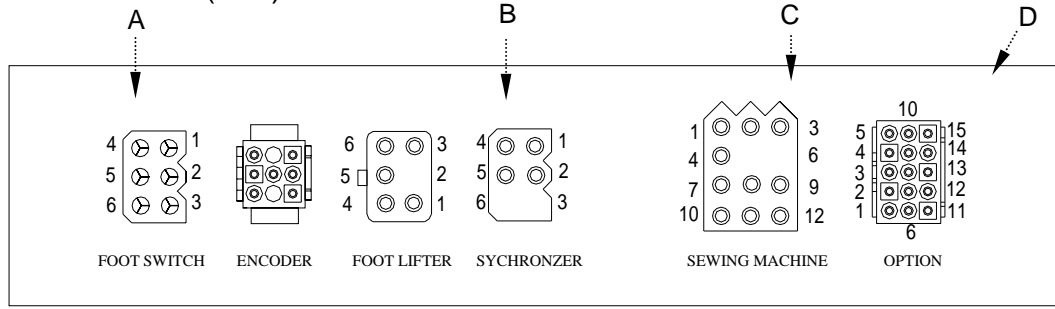 A B C D
4 1
5 2
6 3
FOOT SWITCH
ENCODER
6 3
5 2
4 1
FOOT LIFTER
4 1
5 2
6 3
SYCHRONZER
1 3
4 6
7 9
10 12
SEWING MACHINE
10
5 15
4 14
3 13
2 12
1 11
6
OPTION